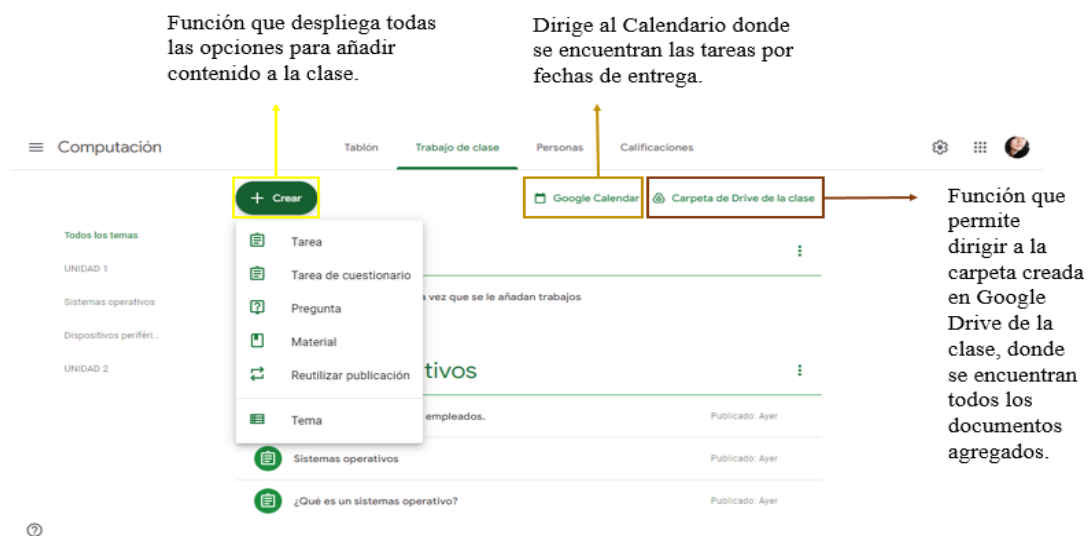 Función que despliega todas
las opciones para añadir
contenido a la clase.
Dirige al Calendario donde
se encuentran las tareas por
fechas de entrega.
Computación
Tablón Trabajo de clase Personas Calificaciones
+ Crear
Google Calendar Carpeta de Drive de la clase
Función que
permite
dirigir a la
carpeta creada
en Google
Drive de la
clase, donde
se encuentran
todos los
documentos
agregados.
Todos los temas
UNIDAD 1
Sistemas operativos
Dispositivos periféri...
UNIDAD 2
Tarea
Tarea de cuestionario
Pregunta
Material
Reutilizar publicación
Tema
vez que se le añadan trabajos
tivos
empleados. Publicado: Ayer
Sistemas operativos Publicado: Ayer
¿Qué es un sistemas operativo? Publicado: Ayer